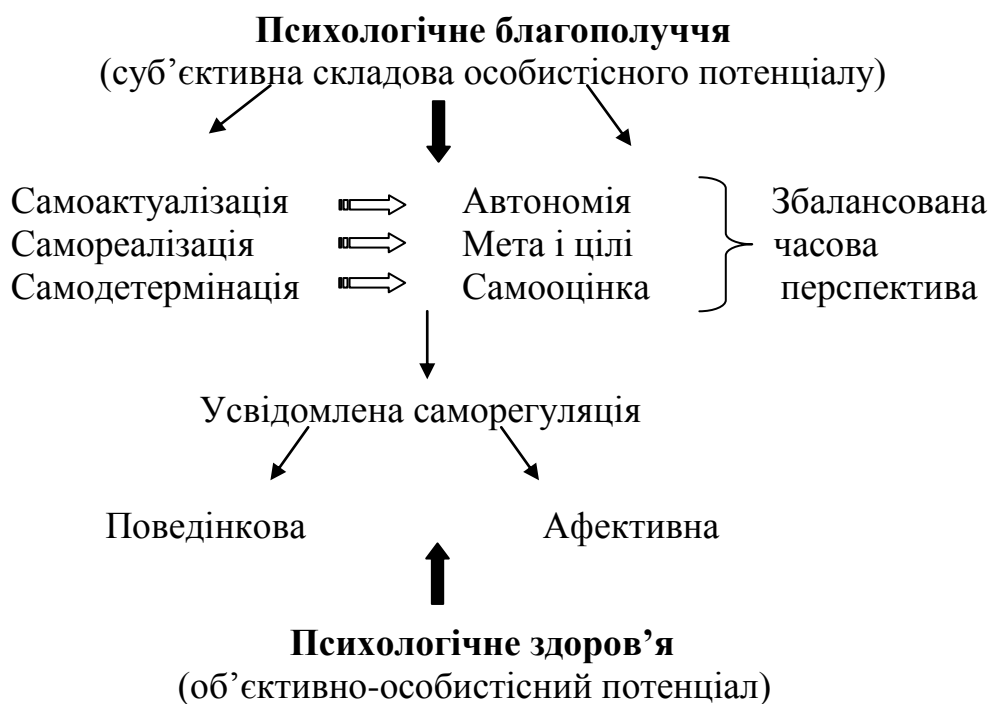 Психологічне благополуччя
(суб’єктивна складова особистісного потенціалу)
Самоактуалізація Автономія Збалансована
Самореалізація Мета і цілі часова
Самодетермінація Самооцінка перспектива
Усвідомлена саморегуляція
Поведінкова Афективна
Психологічне здоров’я
(об’єктивно-особистісний потенціал)